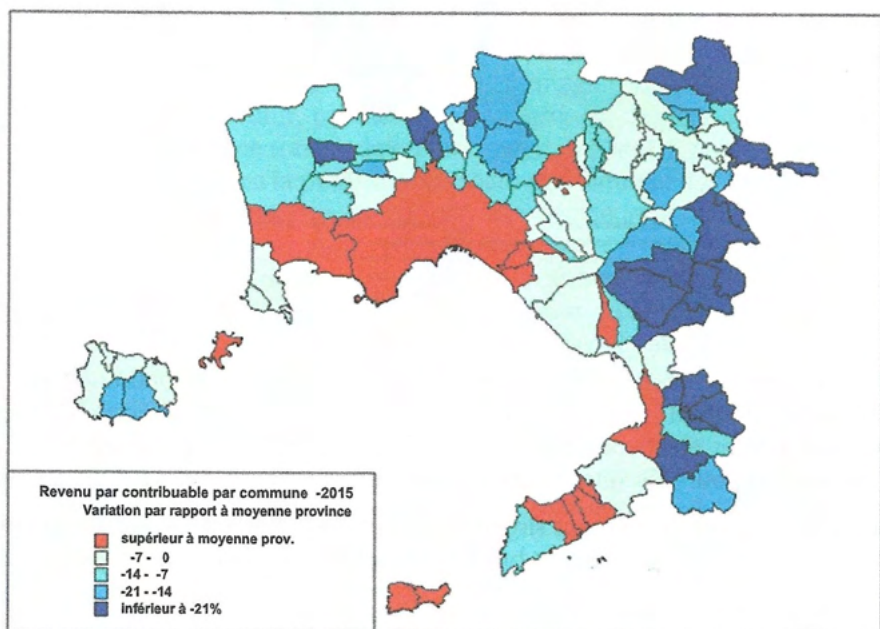 Revenu par contribuable par commune -2015
Variation par rapport à moyenne province
supérieur à moyenne prov.
-7 - 0
-14 - -7
-21 - -14
inférieur à -21%